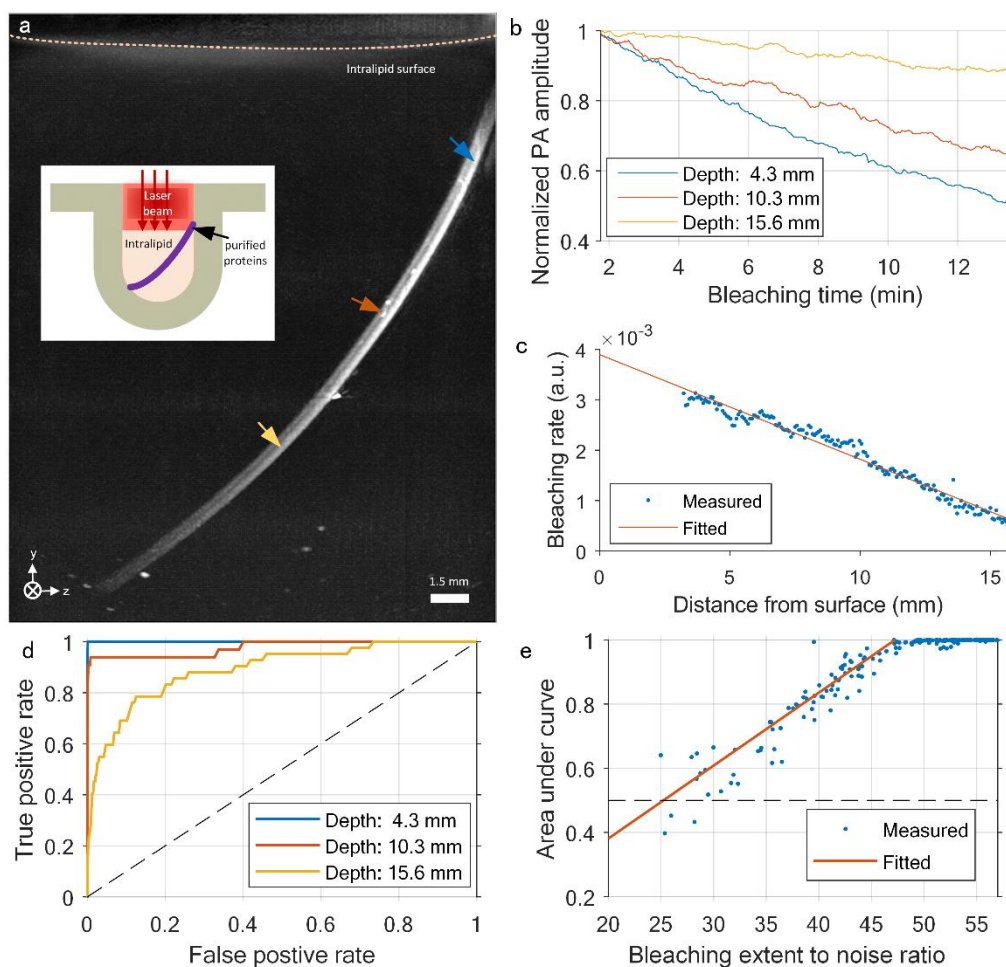 a
Intralipid surface
Laser
beam
Intralipid
purified
proteins
y
z
1.5 mm
b
Normalized PA amplitude
1
0.8
0.6
0.4
Depth: 4.3 mm
Depth: 10.3 mm
Depth: 15.6 mm
2 4 6 8 10 12
Bleaching time (min)
c
× 10⁻³
Bleaching rate (a.u.)
4
3
2
1
0
Measured
Fitted
0 5 10 15
Distance from surface (mm)
d
True positive rate
1
0.8
0.6
0.4
0.2
0
Depth: 4.3 mm
Depth: 10.3 mm
Depth: 15.6 mm
0 0.2 0.4 0.6 0.8 1
False postive rate
e
Area under curve
1
0.8
0.6
0.4
0.2
Measured
Fitted
20 25 30 35 40 45 50 55
Bleaching extent to noise ratio